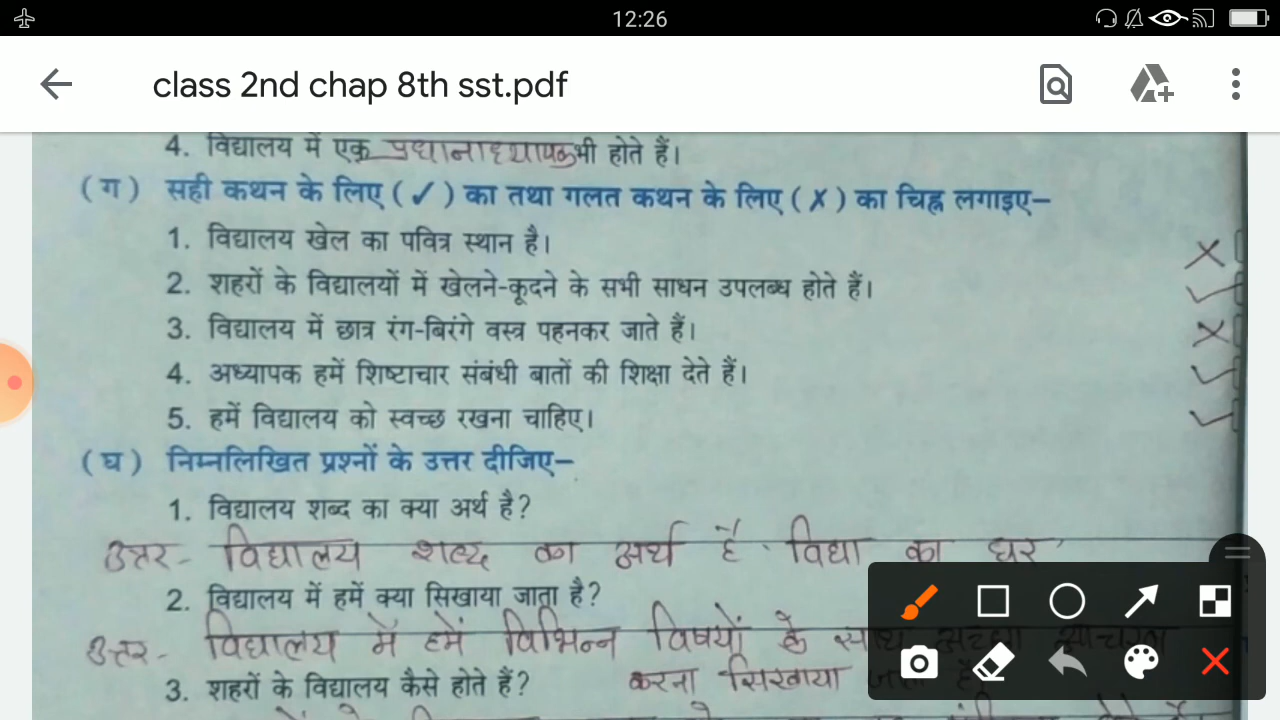 12:26
class 2nd chap 8th sst.pdf
4. विद्यालय में एक प्रधानाध्यापक भी होते हैं।
(ग) सही कथन के लिए (✓) का तथा गलत कथन के लिए (✗) का चिह्न लगाइए–
1. विद्यालय खेल का पवित्र स्थान है। ✗
2. शहरों के विद्यालयों में खेलने-कूदने के सभी साधन उपलब्ध होते हैं। ✓
3. विद्यालय में छात्र रंग-बिरंगे वस्त्र पहनकर जाते हैं। ✗
4. अध्यापक हमें शिष्टाचार संबंधी बातों की शिक्षा देते हैं। ✓
5. हमें विद्यालय को स्वच्छ रखना चाहिए। ✓
(घ) निम्नलिखित प्रश्नों के उत्तर दीजिए–
1. विद्यालय शब्द का क्या अर्थ है?
उत्तर- विद्यालय शब्द का अर्थ है 'विद्या का घर'
2. विद्यालय में हमें क्या सिखाया जाता है?
उत्तर- विद्यालय में हमें विभिन्न विषयों के साथ
करना सिखाया
3. शहरों के विद्यालय कैसे होते हैं?